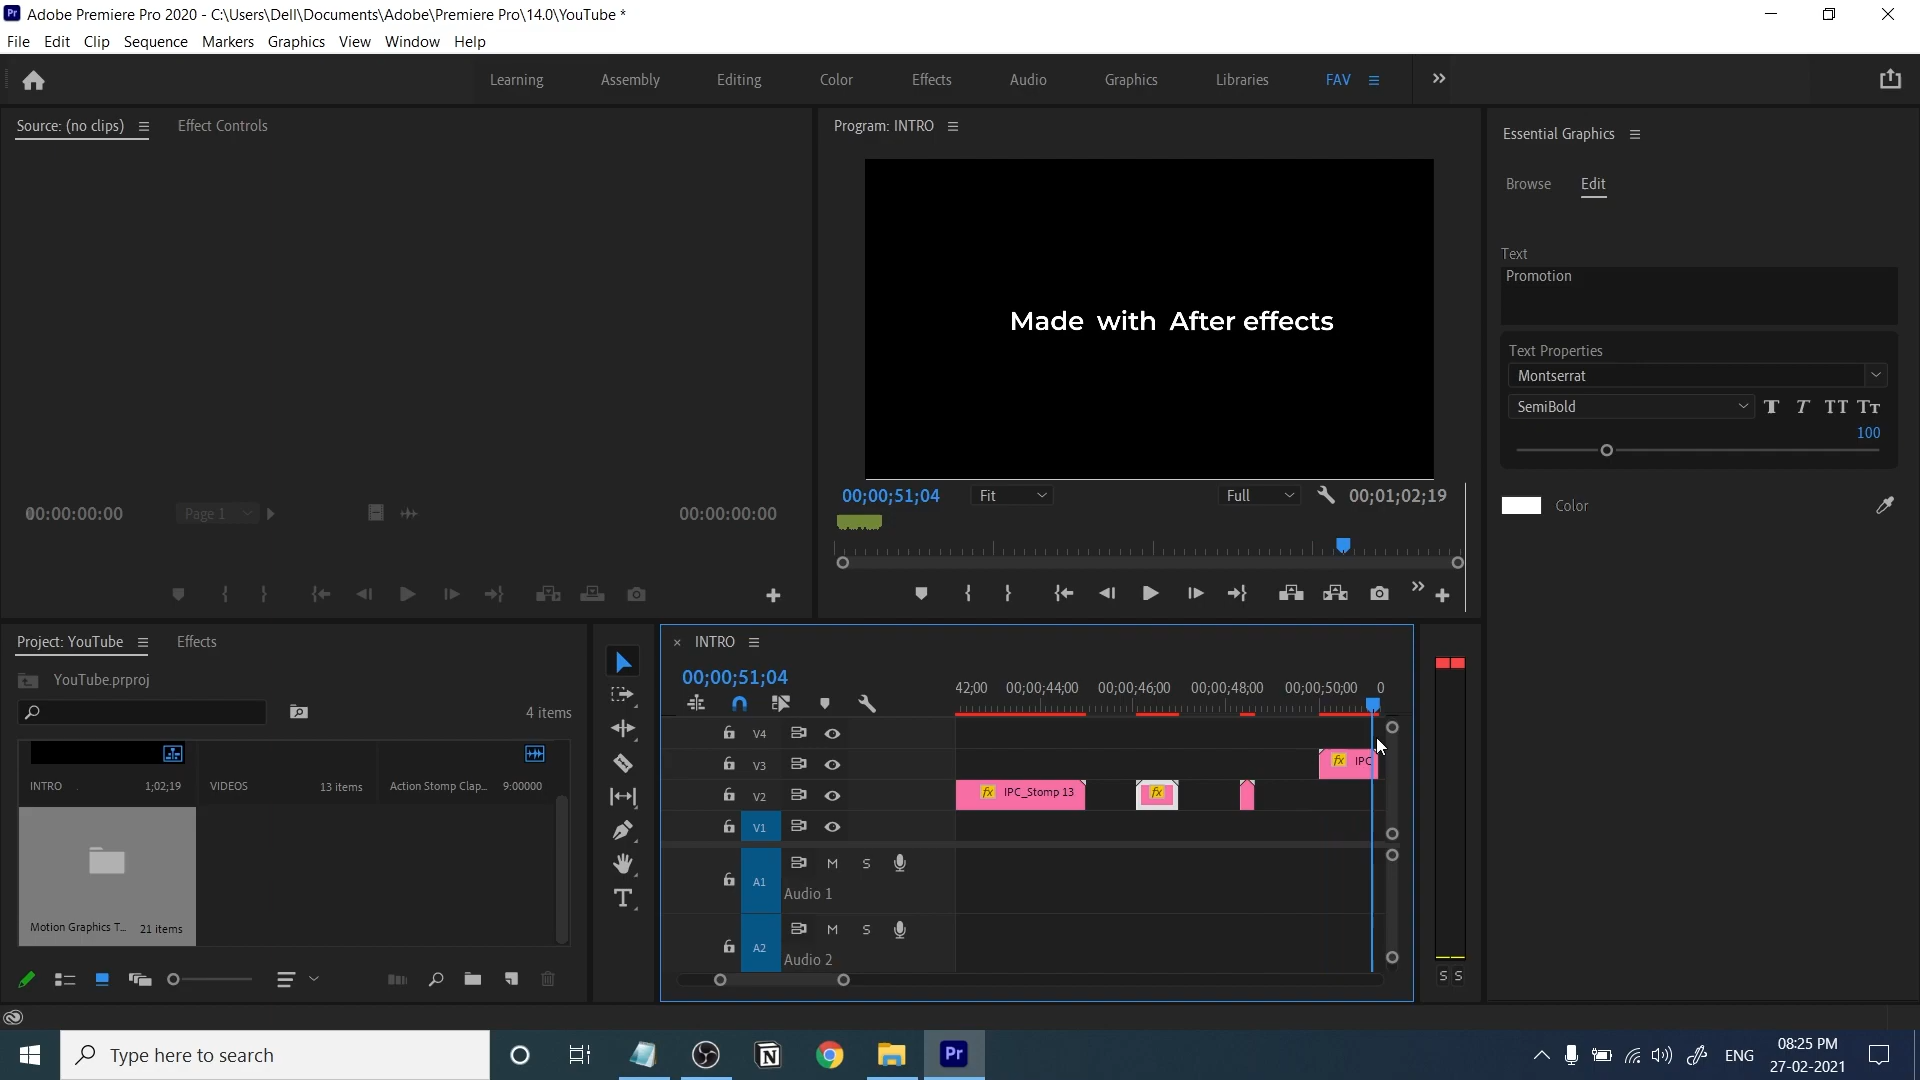 Adobe Premiere Pro 2020 - C:\Users\Dell\Documents\Adobe\Premiere Pro\14.0\YouTube *
File Edit Clip Sequence Markers Graphics View Window Help
Learning Assembly Editing Color Effects Audio Graphics Libraries FAV
Source: (no clips) Effect Controls
Program: INTRO
Essential Graphics
Browse Edit
Text
Promotion
Made with After effects
Text Properties
Montserrat
SemiBold T T TT TT
100
Color
00:00:00:00 Page 1 00:00:00:00
00;00;51;04 Fit Full 00;01;02;19
Project: YouTube Effects
YouTube.prproj
4 items
INTRO 1;02;19 VIDEOS 13 items Action Stomp Clap... 9:00000
Motion Graphics T... 21 items
T
INTRO
00;00;51;04
42;00 00;00;44;00 00;00;46;00 00;00;48;00 00;00;50;00 0
V4
V3 fx IPC
V2 fx IPC_Stomp 13 fx
V1
A1 M S
Audio 1
A2 M S
Audio 2
S S
Type here to search
N
Pr
ENG
08:25 PM
27-02-2021